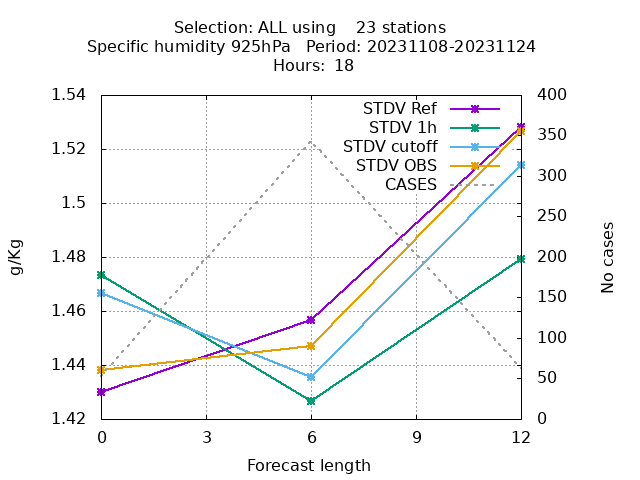 Selection: ALL using    23 stations
Specific humidity 925hPa   Period: 20231108-20231124
Hours: 18
STDV Ref
STDV 1h
STDV cutoff
STDV OBS
CASES
1.54
1.52
1.5
1.48
1.46
1.44
1.42
g/Kg
400
350
300
250
200
150
100
50
0
No cases
0 3 6 9 12
Forecast length